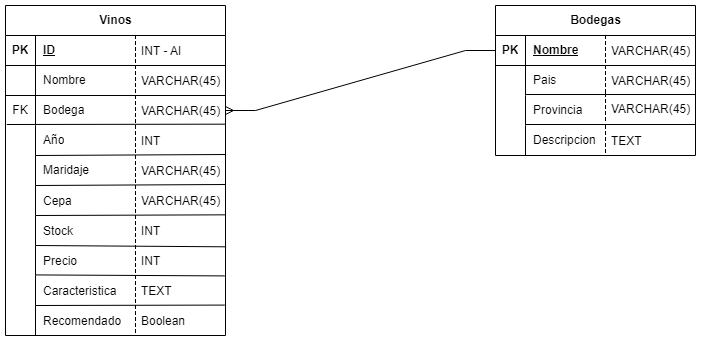 Vinos
PK ID INT - AI
Nombre VARCHAR(45)
FK Bodega VARCHAR(45)
Año INT
Maridaje VARCHAR(45)
Cepa VARCHAR(45)
Stock INT
Precio INT
Caracteristica TEXT
Recomendado Boolean
Bodegas
PK Nombre VARCHAR(45)
Pais VARCHAR(45)
Provincia VARCHAR(45)
Descripcion TEXT